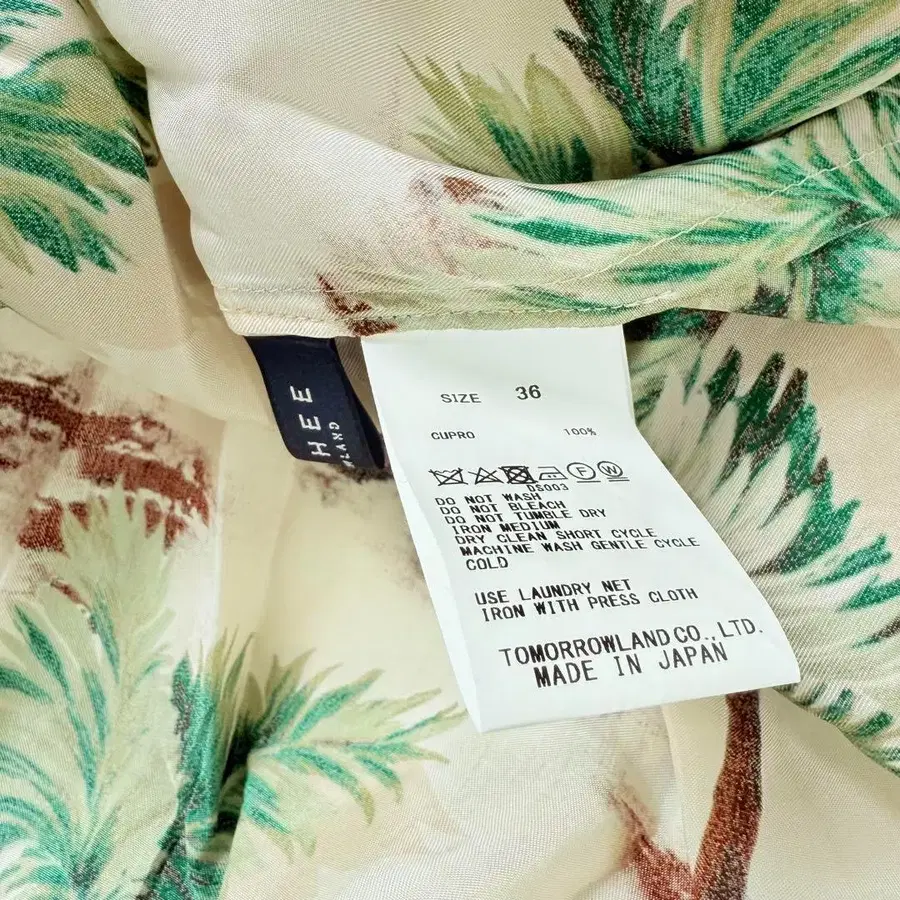 HEE
LAND
SIZE 36
CUPRO 100%
DS003
DO NOT WASH
DO NOT BLEACH
DO NOT TUMBLE DRY
IRON MEDIUM
DRY CLEAN SHORT CYCLE
MACHINE WASH GENTLE CYCLE
COLD
USE LAUNDRY NET
IRON WITH PRESS CLOTH
TOMORROWLAND CO., LTD.
MADE IN JAPAN